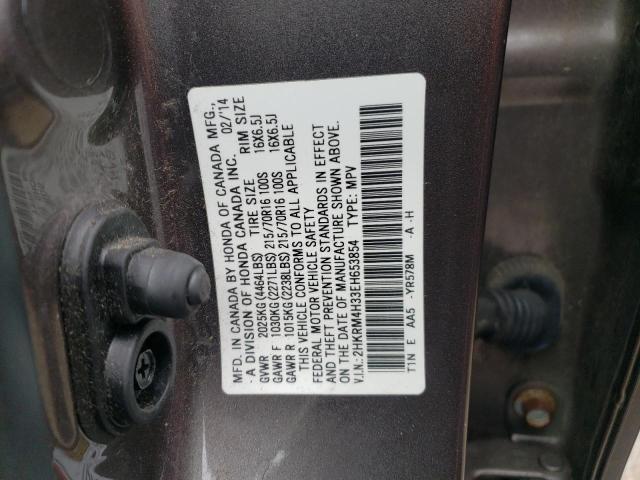 MFD. IN CANADA BY HONDA OF CANADA MFG.,
- A DIVISION OF HONDA CANADA INC. 02/'14
GVWR 2025KG(4464LBS) TIRE SIZE RIM SIZE
GAWR F 1030KG(2271LBS) 215/70R16 100S 16X6.5J
GAWR R 1015KG(2238LBS) 215/70R16 100S 16X6.5J
THIS VEHICLE CONFORMS TO ALL APPLICABLE
FEDERAL MOTOR VEHICLE SAFETY
AND THEFT PREVENTION STANDARDS IN EFFECT
ON THE DATE OF MANUFACTURE SHOWN ABOVE.
V.I.N.: 2HKRM4H33EH653854 TYPE: MPV
T1N E AA5 -YR578M -A -H